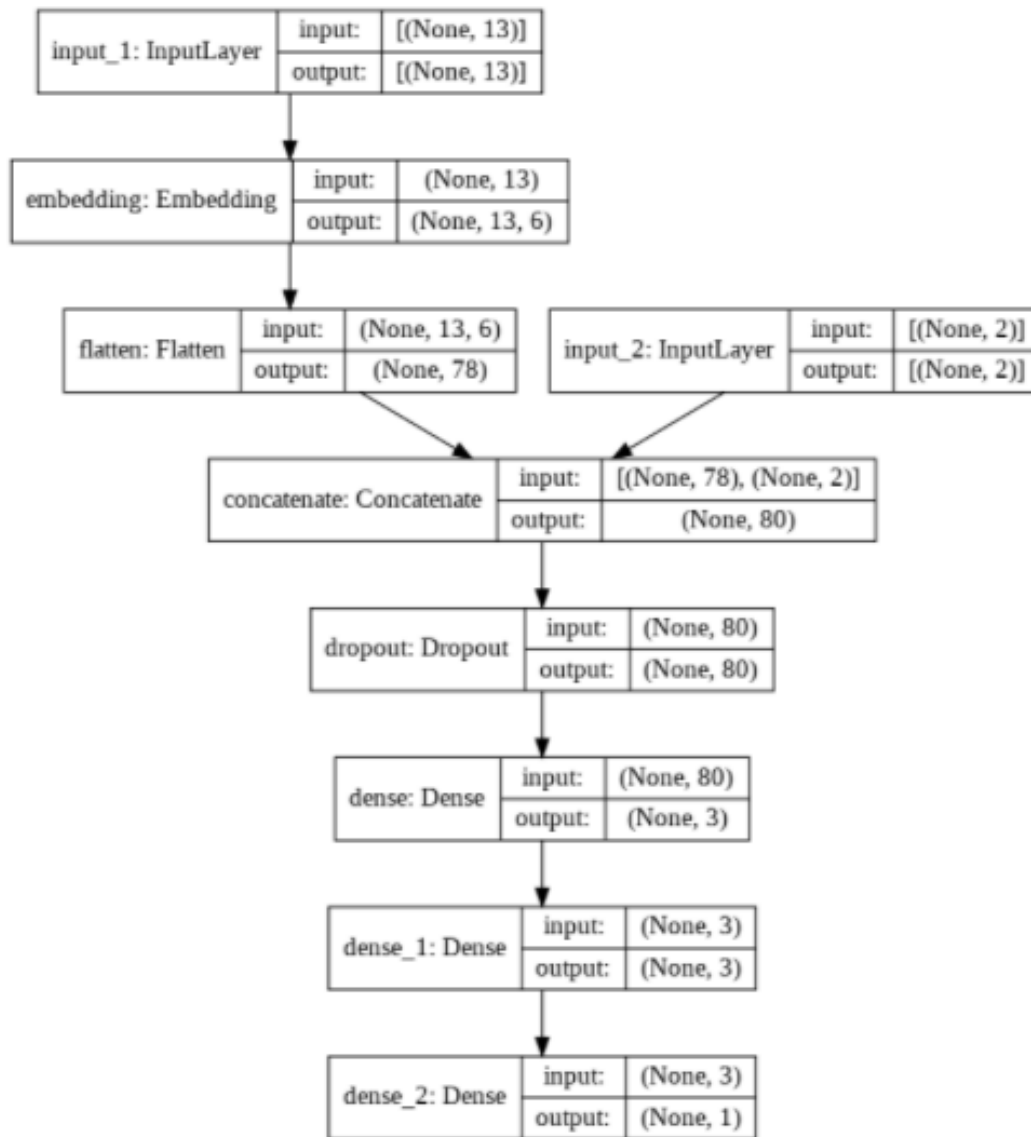 input_1: InputLayer
input: [(None, 13)]
output: [(None, 13)]
embedding: Embedding
input: (None, 13)
output: (None, 13, 6)
flatten: Flatten
input: (None, 13, 6)
output: (None, 78)
input_2: InputLayer
input: [(None, 2)]
output: [(None, 2)]
concatenate: Concatenate
input: [(None, 78), (None, 2)]
output: (None, 80)
dropout: Dropout
input: (None, 80)
output: (None, 80)
dense: Dense
input: (None, 80)
output: (None, 3)
dense_1: Dense
input: (None, 3)
output: (None, 3)
dense_2: Dense
input: (None, 3)
output: (None, 1)